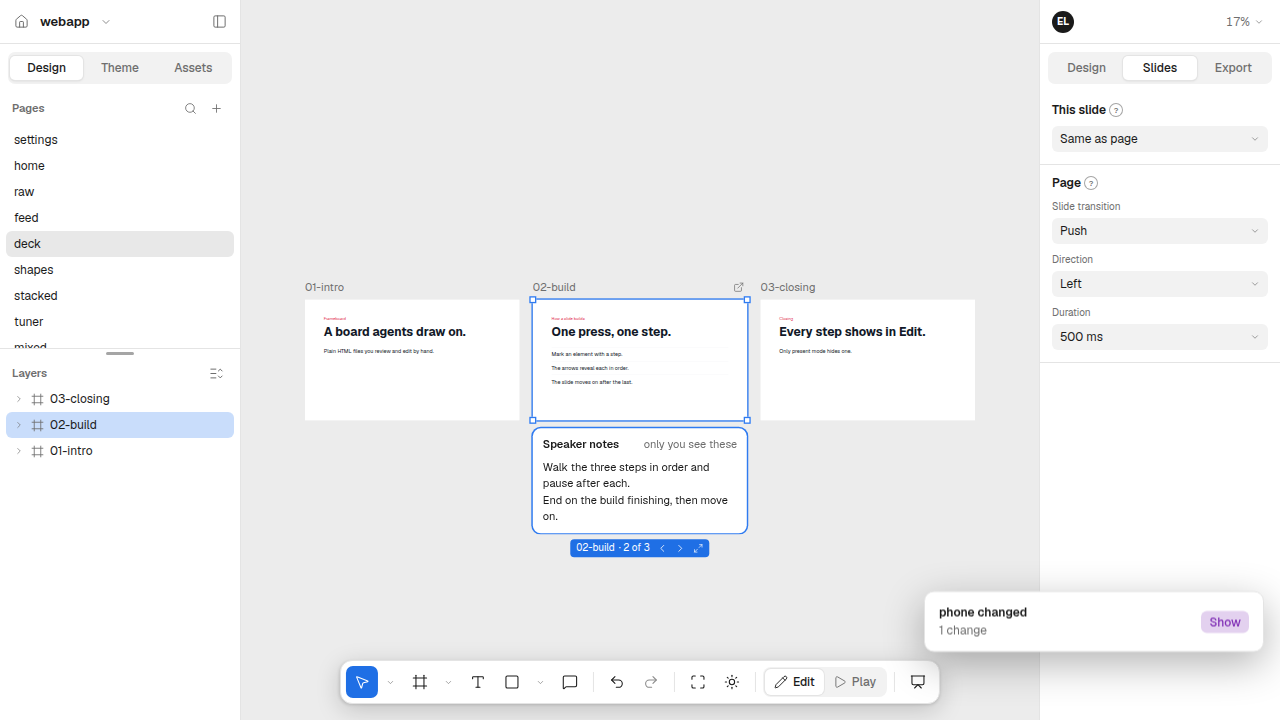 webapp
Design
Theme
Assets
Pages
settings
home
raw
feed
deck
shapes
stacked
tuner
mixed
Layers
03-closing
02-build
01-intro
01-intro
A board agents draw on.
Plain HTML files you review and edit by hand.
02-build
How a slide builds
One press, one step.
Mark an element with a step.
The arrows reveal each in order.
The slide moves on after the last.
03-closing
Closing
Every step shows in Edit.
Only present mode hides one.
Speaker notes
only you see these
Walk the three steps in order and
pause after each.
End on the build finishing, then move
on.
02-build · 2 of 3
Edit
Play
EL
17%
Design
Slides
Export
This slide
?
Same as page
Page
?
Slide transition
Push
Direction
Left
Duration
500 ms
phone changed
1 change
Show